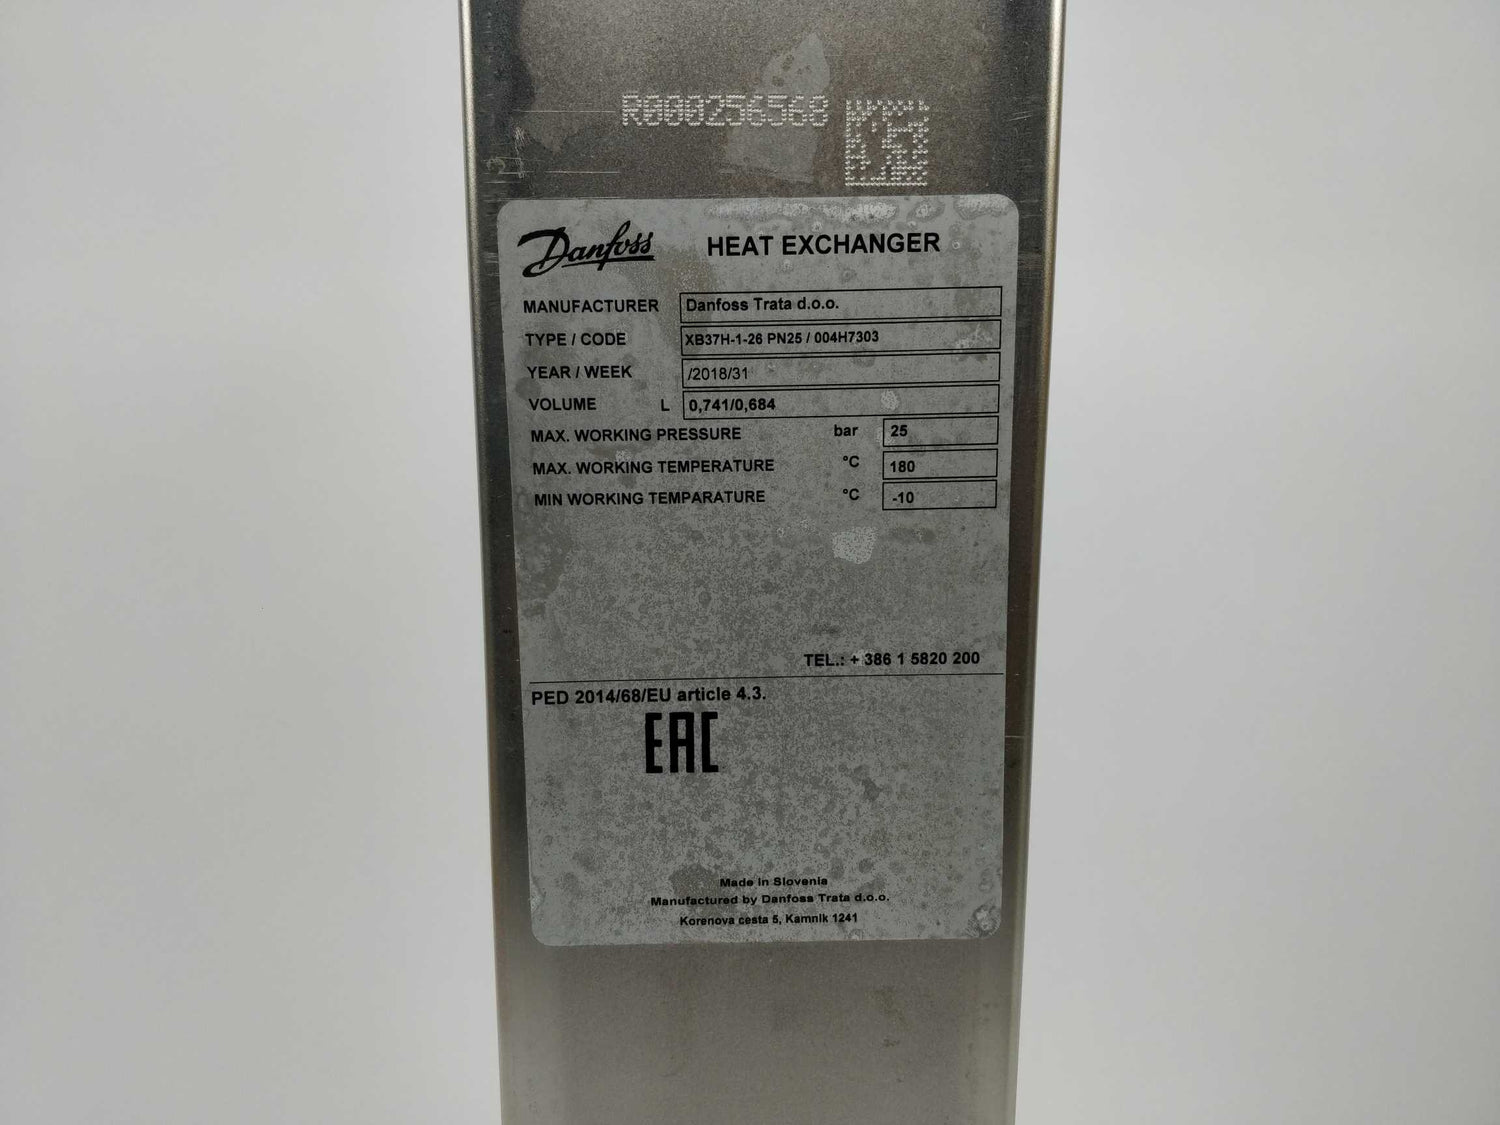 R000256568
Danfoss HEAT EXCHANGER
MANUFACTURER Danfoss Trata d.o.o.
TYPE / CODE XB37H-1-26 PN25 / 004H7303
YEAR / WEEK /2018/31
VOLUME L 0,741/0,684
MAX. WORKING PRESSURE bar 25
MAX. WORKING TEMPERATURE °C 180
MIN WORKING TEMPARATURE °C -10
TEL.: + 386 1 5820 200
PED 2014/68/EU article 4.3.
EAC
Made in Slovenia
Manufactured by Danfoss Trata d.o.o.
Korenova cesta 5, Kamnik 1241